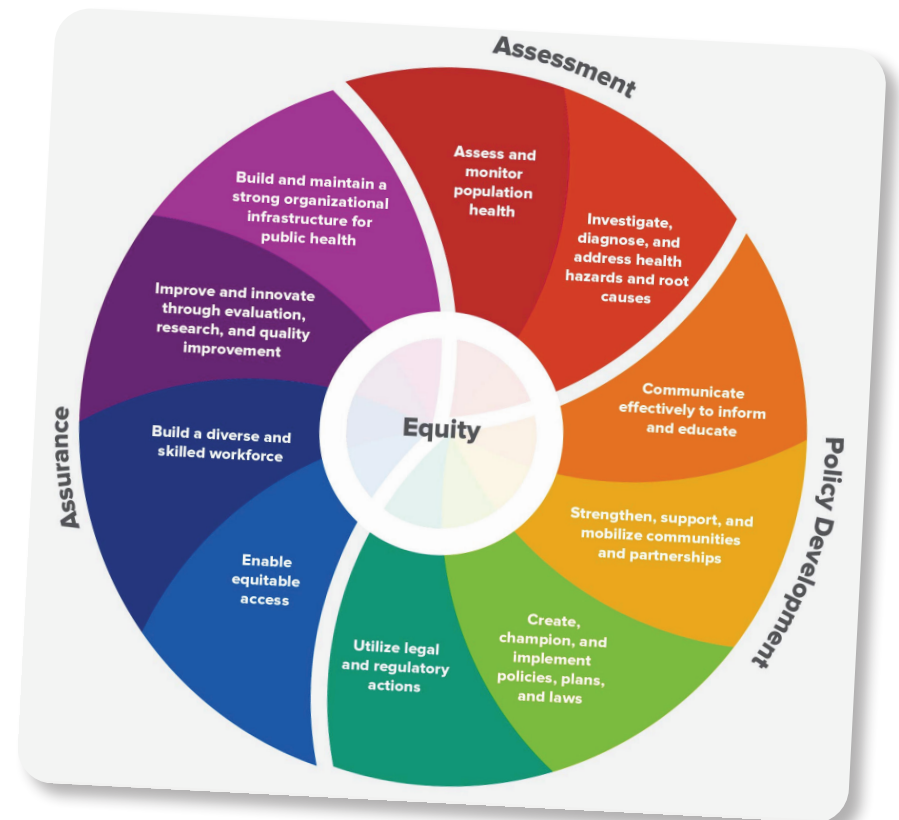 Assessment
Assess and
monitor
population
health
Investigate,
diagnose, and
address health
hazards and root
causes
Policy Development
Communicate
effectively to inform
and educate
Strengthen, support, and
mobilize communities
and partnerships
Create,
champion, and
implement
policies, plans,
and laws
Utilize legal
and regulatory
actions
Assurance
Enable
equitable
access
Build a diverse and
skilled workforce
Improve and innovate
through evaluation,
research, and quality
improvement
Build and maintain a
strong organizational
infrastructure for
public health
Equity